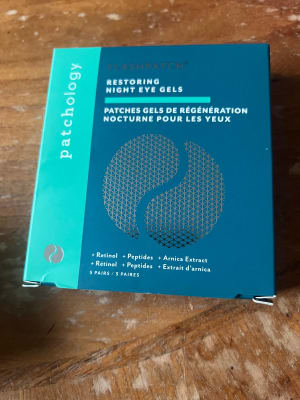 patchology
FLASHPATCH
RESTORING
NIGHT EYE GELS
PATCHES GELS DE RÉGÉNÉRATION
NOCTURNE POUR LES YEUX
+ Retinol + Peptides + Arnica Extract
+ Rétinol + Peptides + Extrait d'arnica
5 PAIRS / 5 PAIRES